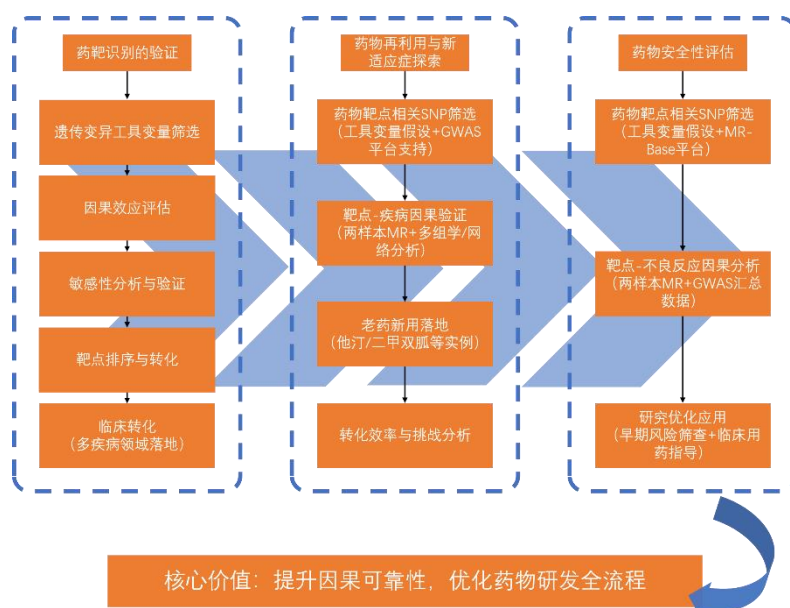 药靶识别的验证
遗传变异工具变量筛选
因果效应评估
敏感性分析与验证
靶点排序与转化
临床转化
（多疾病领域落地）
药物再利用与新
适应症探索
药物靶点相关SNP筛选
（工具变量假设+GWAS
平台支持）
靶点-疾病因果验证
（两样本MR+多组学/网
络分析）
老药新用落地
（他汀/二甲双胍等实例）
转化效率与挑战分析
药物安全性评估
药物靶点相关SNP筛选
（工具变量假设+MR-
Base平台）
靶点-不良反应因果分析
（两样本MR+GWAS汇总
数据）
研究优化应用
（早期风险筛查+临床用
药指导）
核心价值：提升因果可靠性，优化药物研发全流程